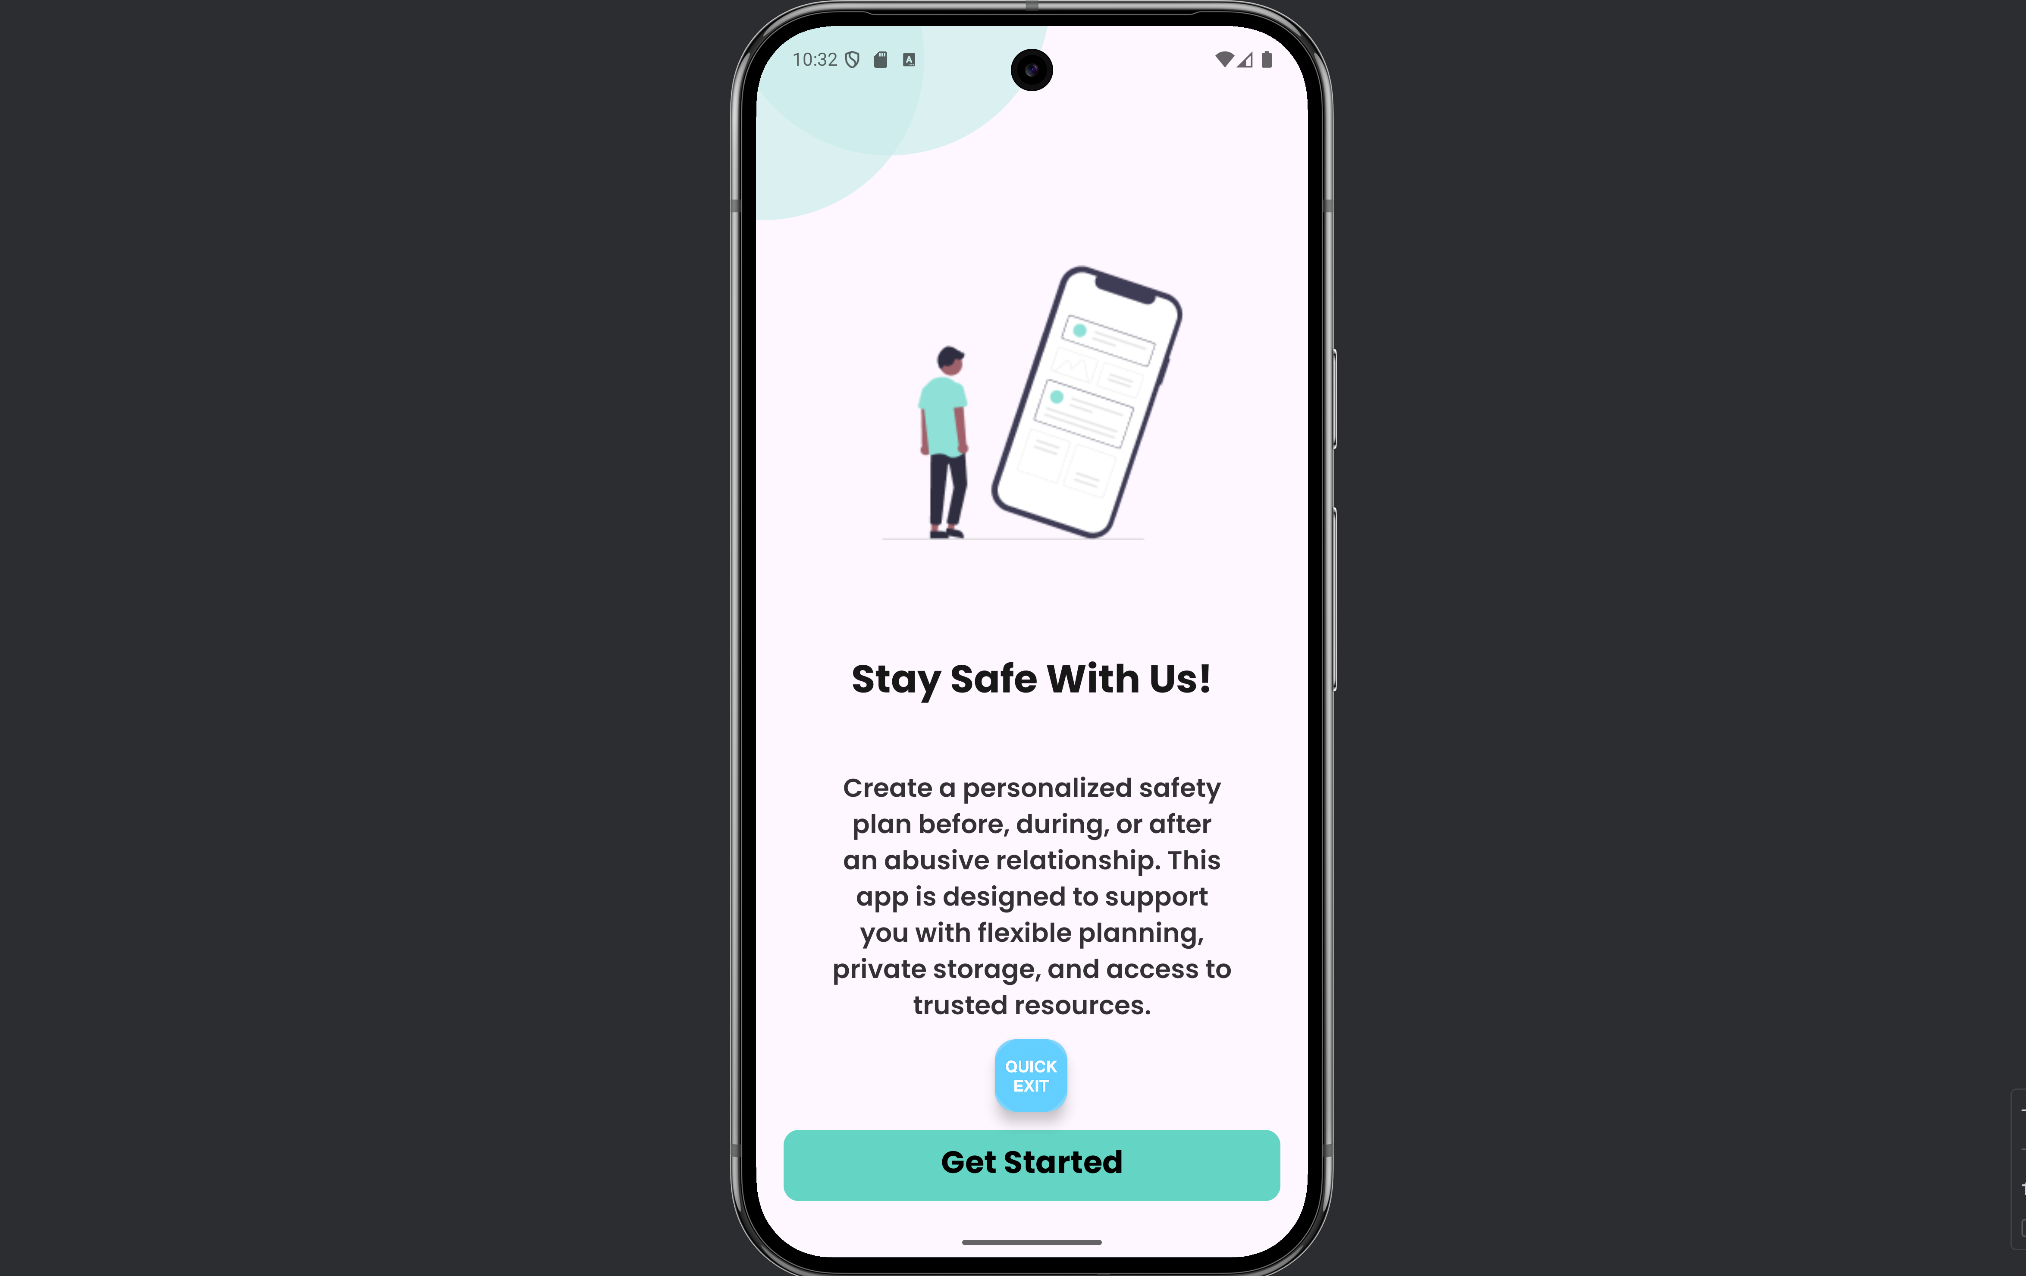 10:32
Stay Safe With Us!
Create a personalized safety
plan before, during, or after
an abusive relationship. This
app is designed to support
you with flexible planning,
private storage, and access to
trusted resources.
QUICK
EXIT
Get Started